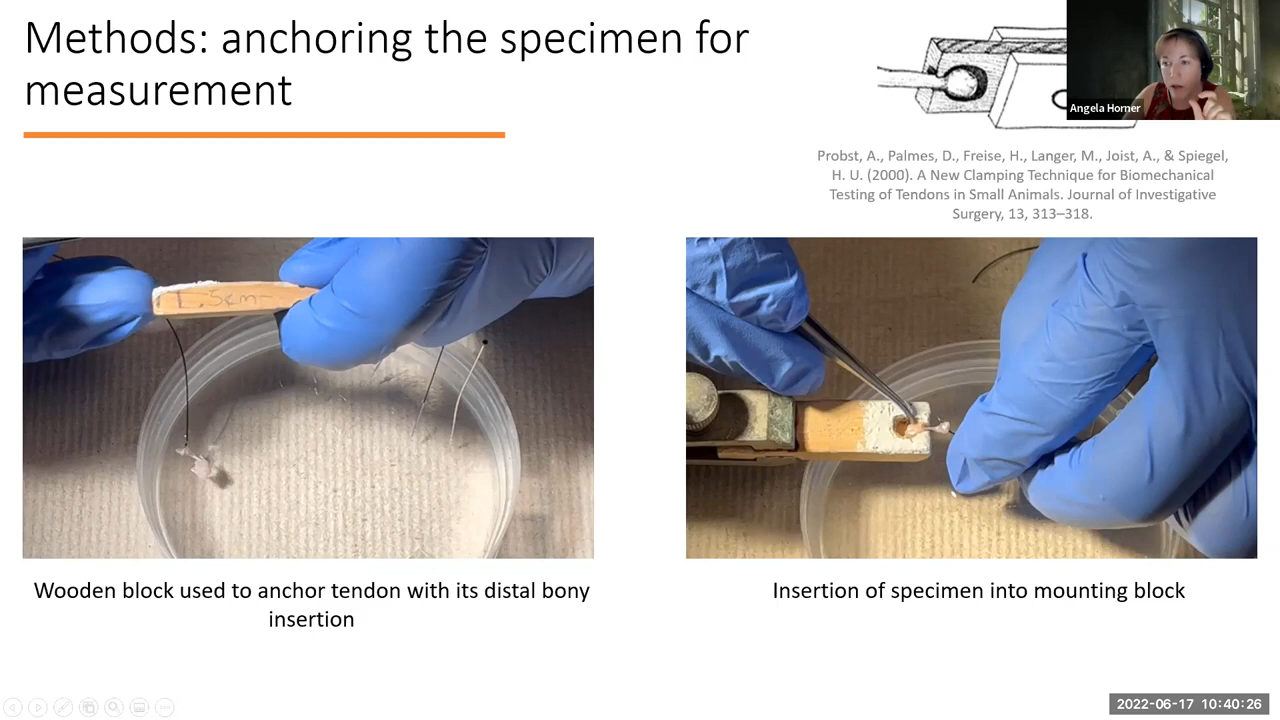 Methods: anchoring the specimen for
measurement
Angela Horner
Probst, A., Palmes, D., Freise, H., Langer, M., Joist, A., & Spiegel,
H. U. (2000). A New Clamping Technique for Biomechanical
Testing of Tendons in Small Animals. Journal of Investigative
Surgery, 13, 313–318.
1.5cm
Wooden block used to anchor tendon with its distal bony
insertion
Insertion of specimen into mounting block
2022-06-17 10:40:26